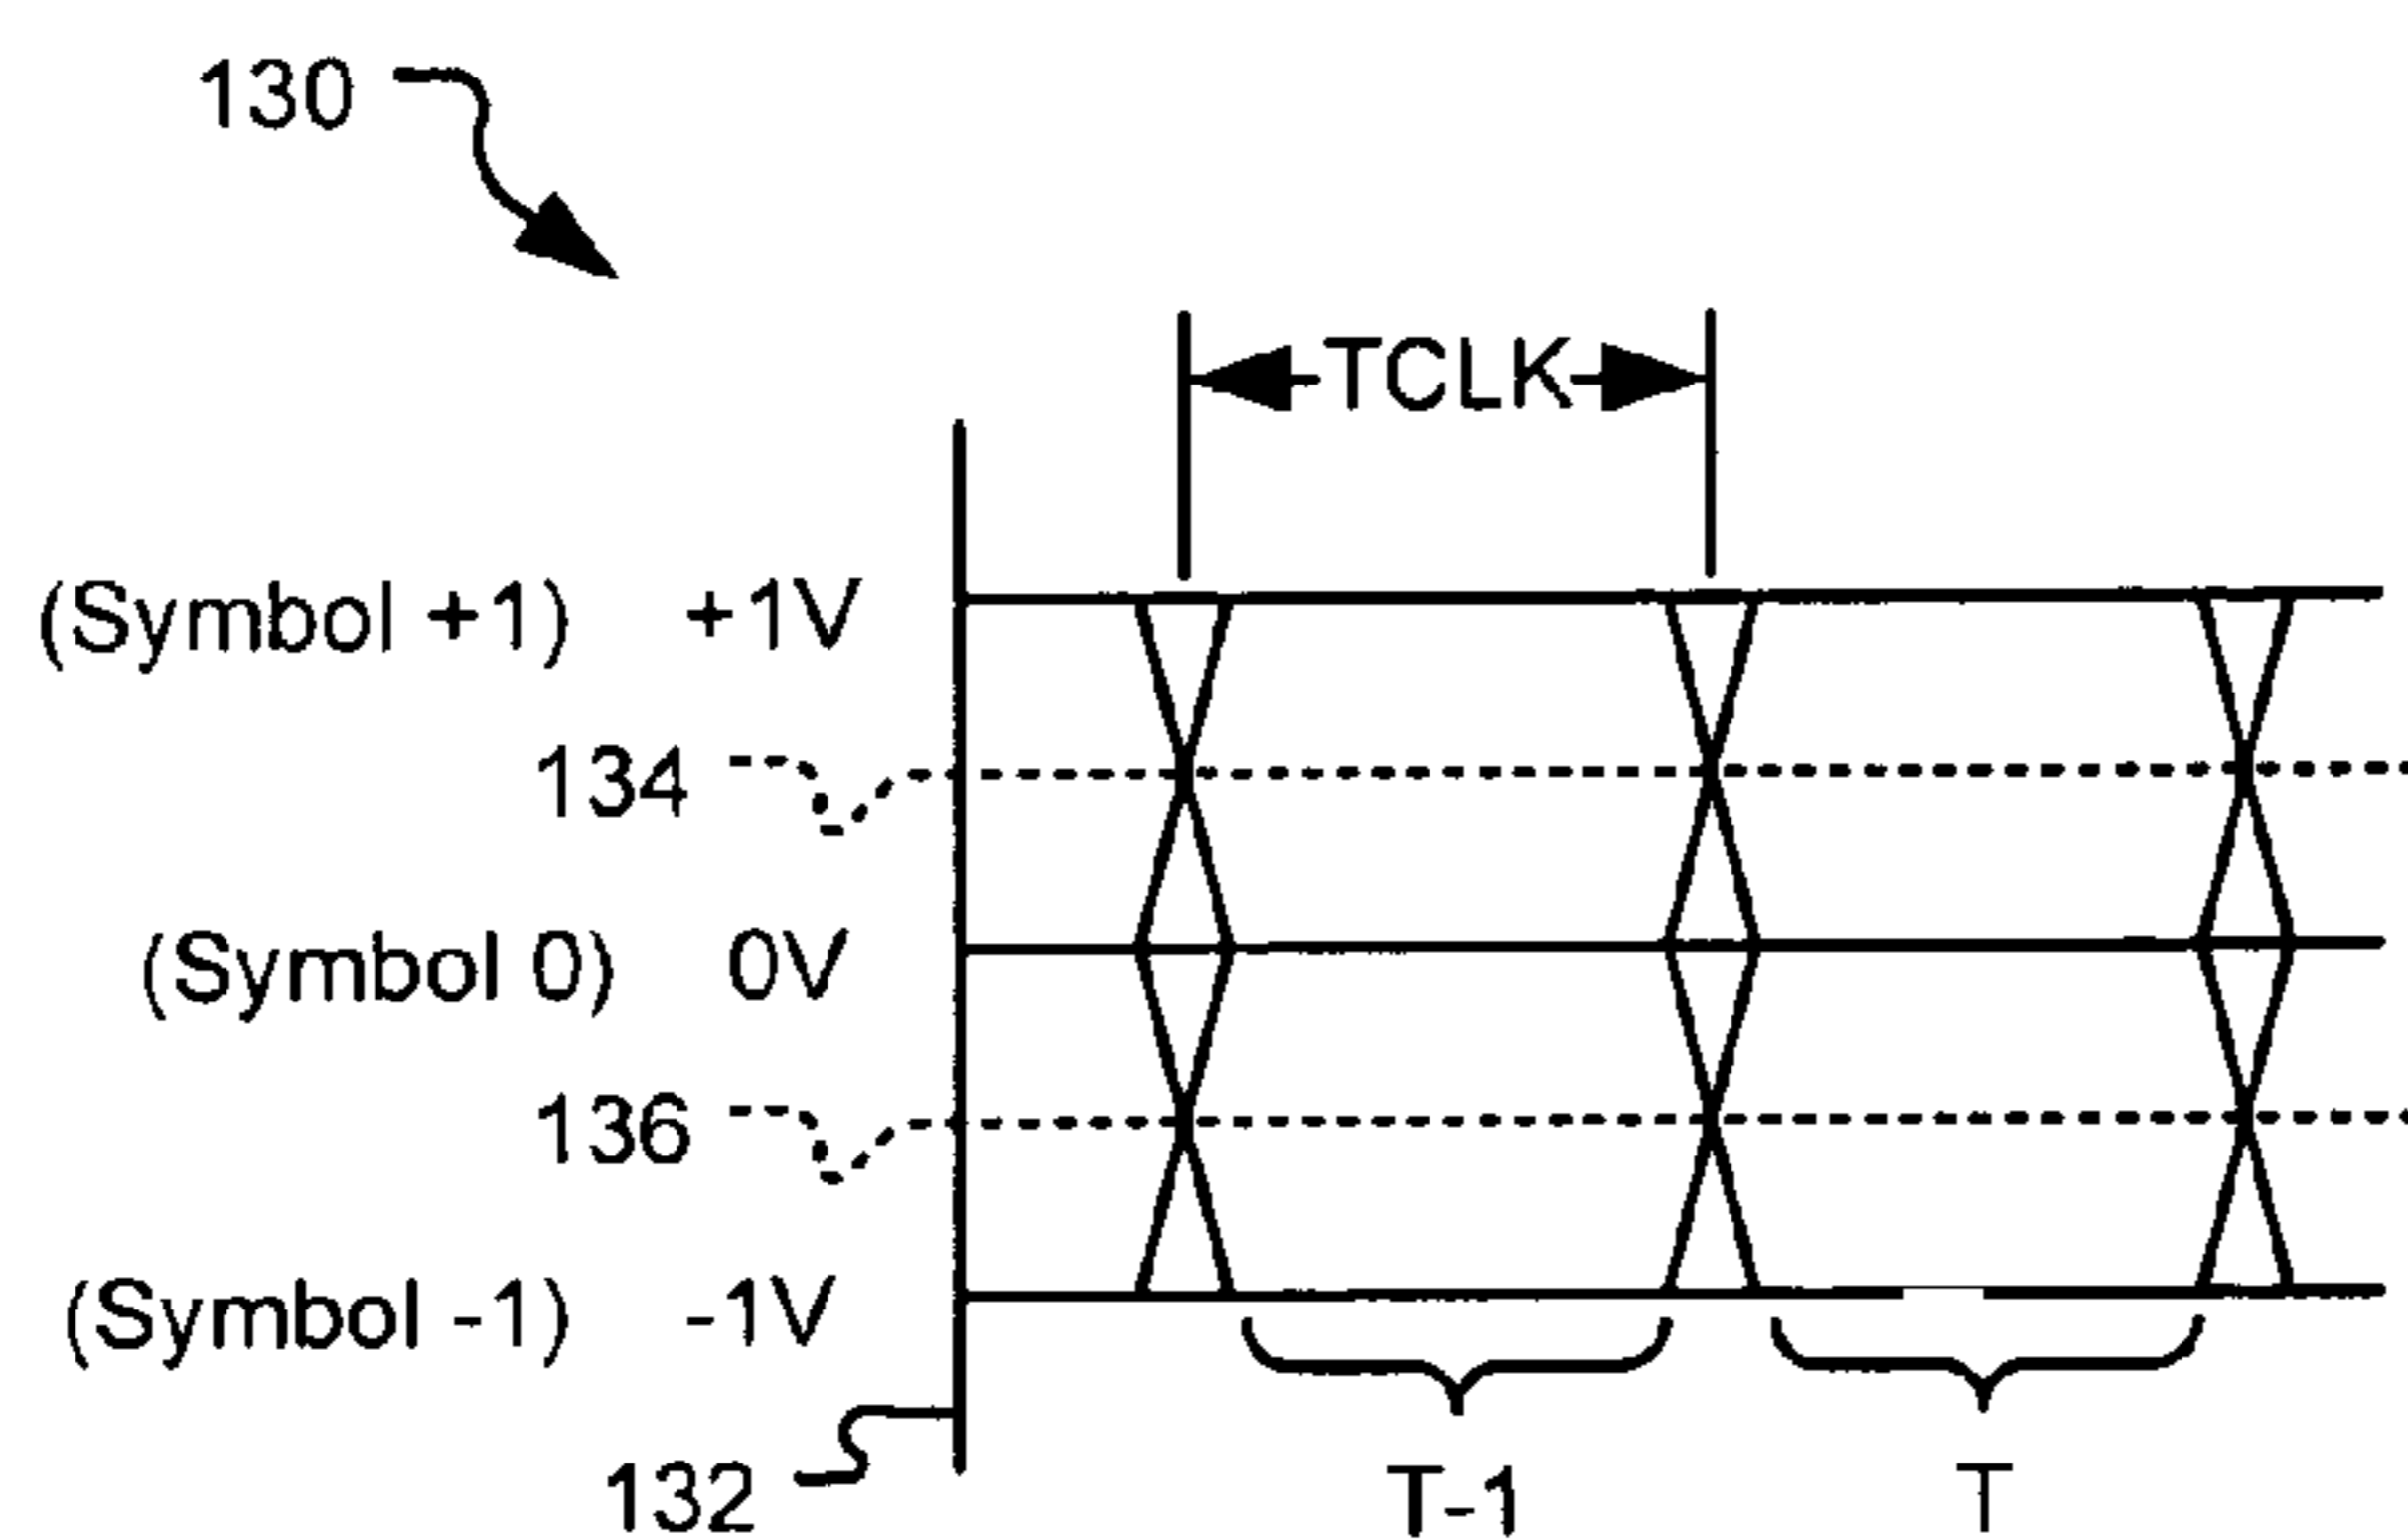 130
TCLK
(Symbol +1) +1V
134
(Symbol 0) 0V
136
(Symbol -1) -1V
132
T-1
T